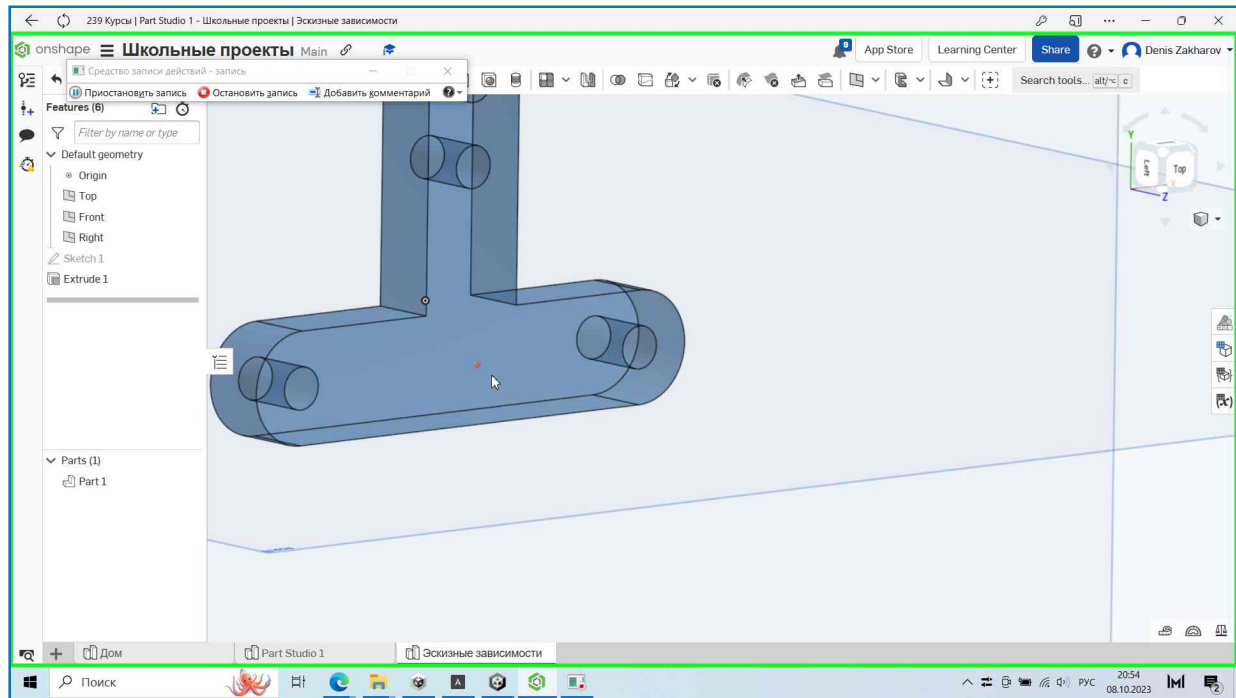 239 Курсы | Part Studio 1 - Школьные проекты | Эскизные зависимости
onshape Школьные проекты Main
9 App Store Learning Center Share Denis Zakharov
Средство записи действий - запись
Search tools... alt/⌥ c
Приостановить запись Остановить запись Добавить комментарий
Features (6)
Filter by name or type
Default geometry
Origin
Top
Front
Right
Sketch 1
Extrude 1
Y
Left
Top
Z
(x)
Parts (1)
Part 1
Дом Part Studio 1 Эскизные зависимости
Поиск
РУС
20:54
08.10.2023
2